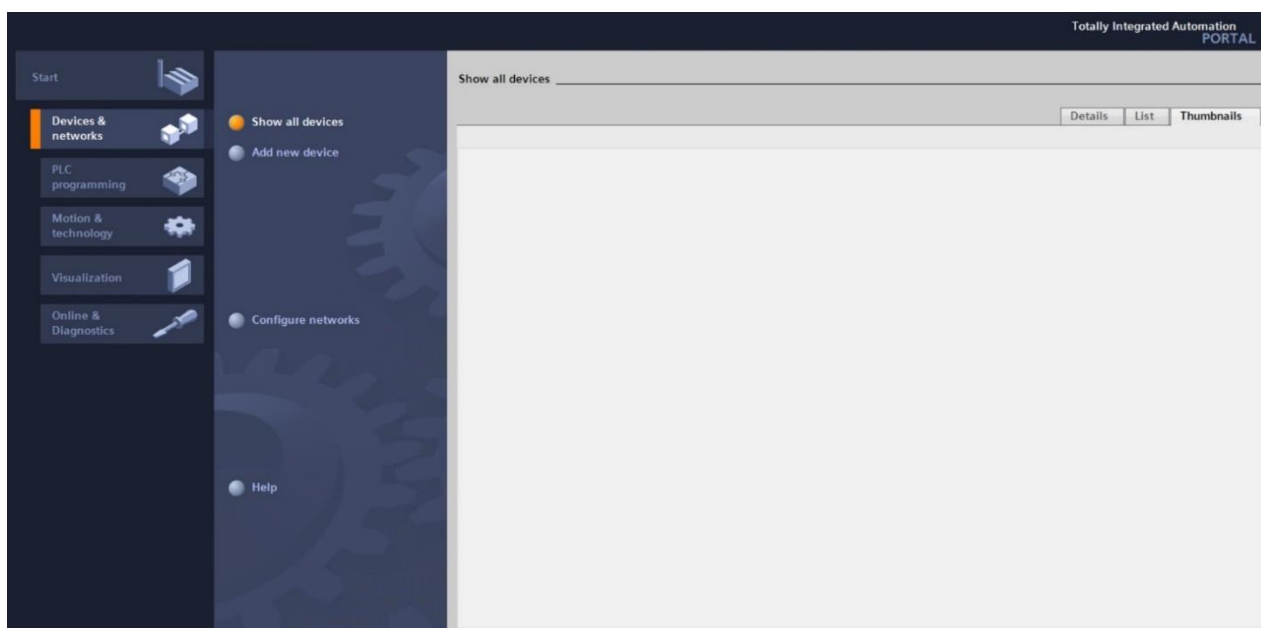 Totally Integrated Automation
PORTAL
Start
Devices &
networks
PLC
programming
Motion &
technology
Visualization
Online &
Diagnostics
Show all devices
Add new device
Configure networks
Help
Show all devices
Details List Thumbnails